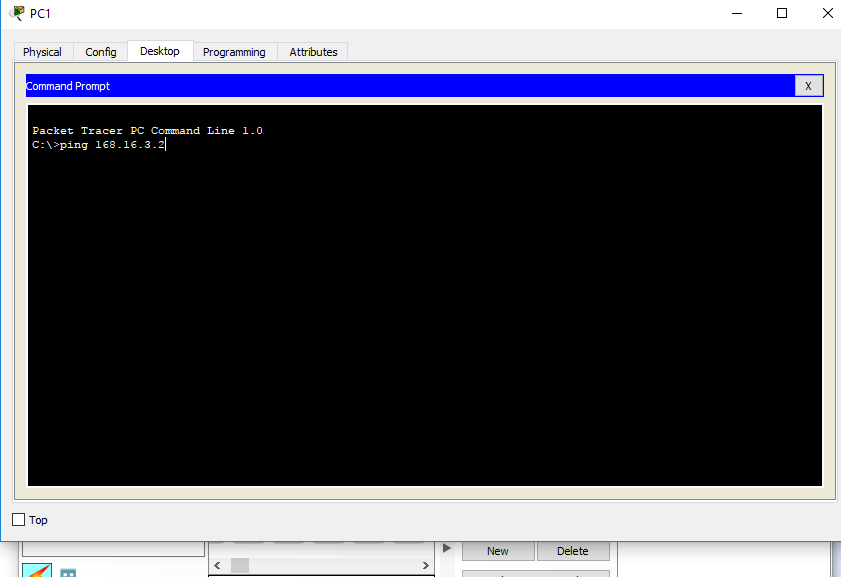 PC1
Physical Config Desktop Programming Attributes
Command Prompt X
Packet Tracer PC Command Line 1.0
C:\>ping 168.16.3.2
Top
New Delete